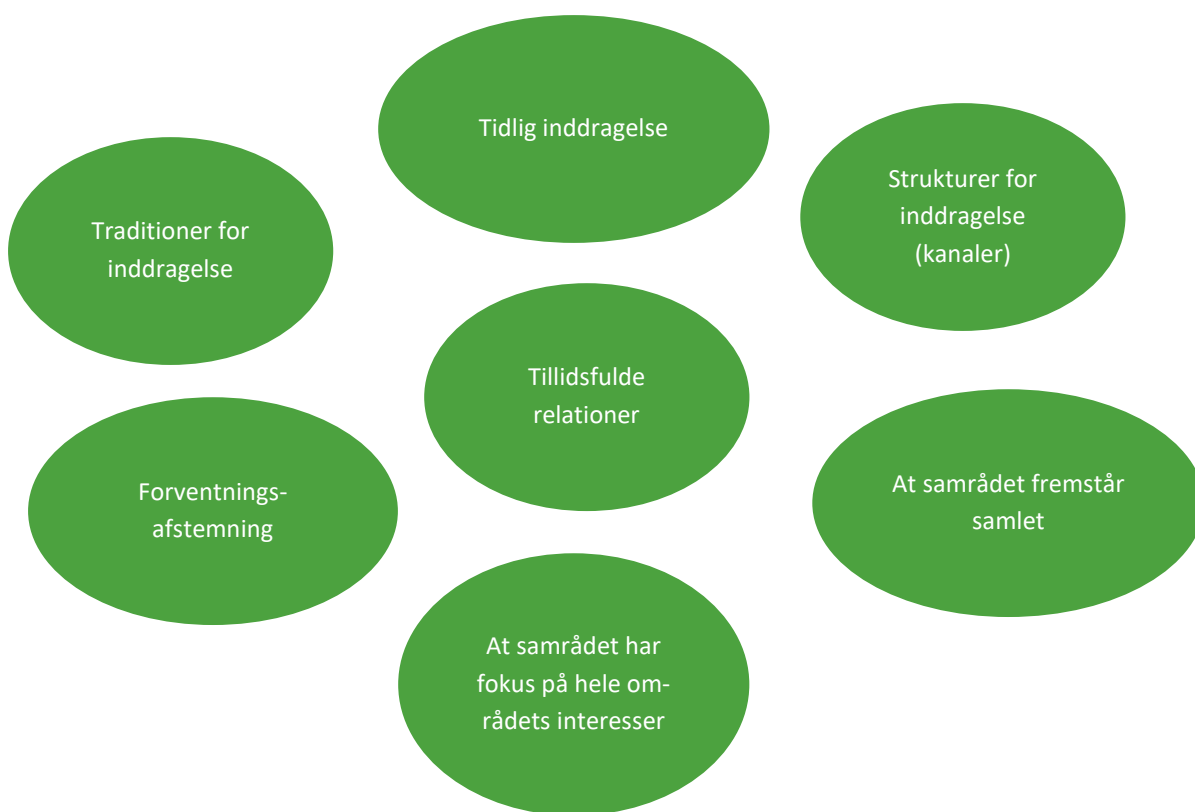 Tidlig inddragelse
Strukturer for
inddragelse
(kanaler)
Traditioner for
inddragelse
Tillidsfulde
relationer
Forventnings-
afstemning
At samrådet fremstår
samlet
At samrådet har
fokus på hele om-
rådets interesser